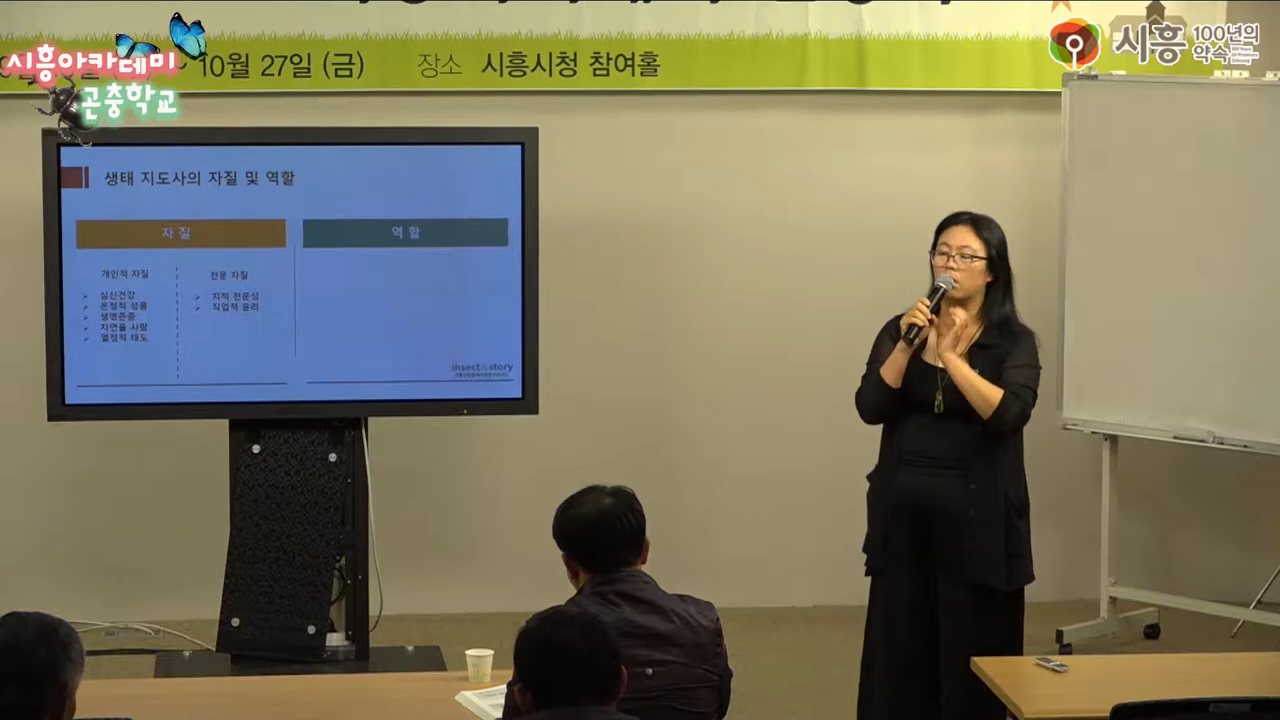 10월 27일 (금) 장소 시흥시청 참여홀
시흥아카데미
곤충학교
시흥 100년의
약속
생태 지도사의 자질 및 역할
자 질
역 할
개인적 자질
전문 자질
심신건강
온정적 성품
생명존중
자연을 사랑
열정적 태도
지적 전문성
직업적 윤리
insect&story